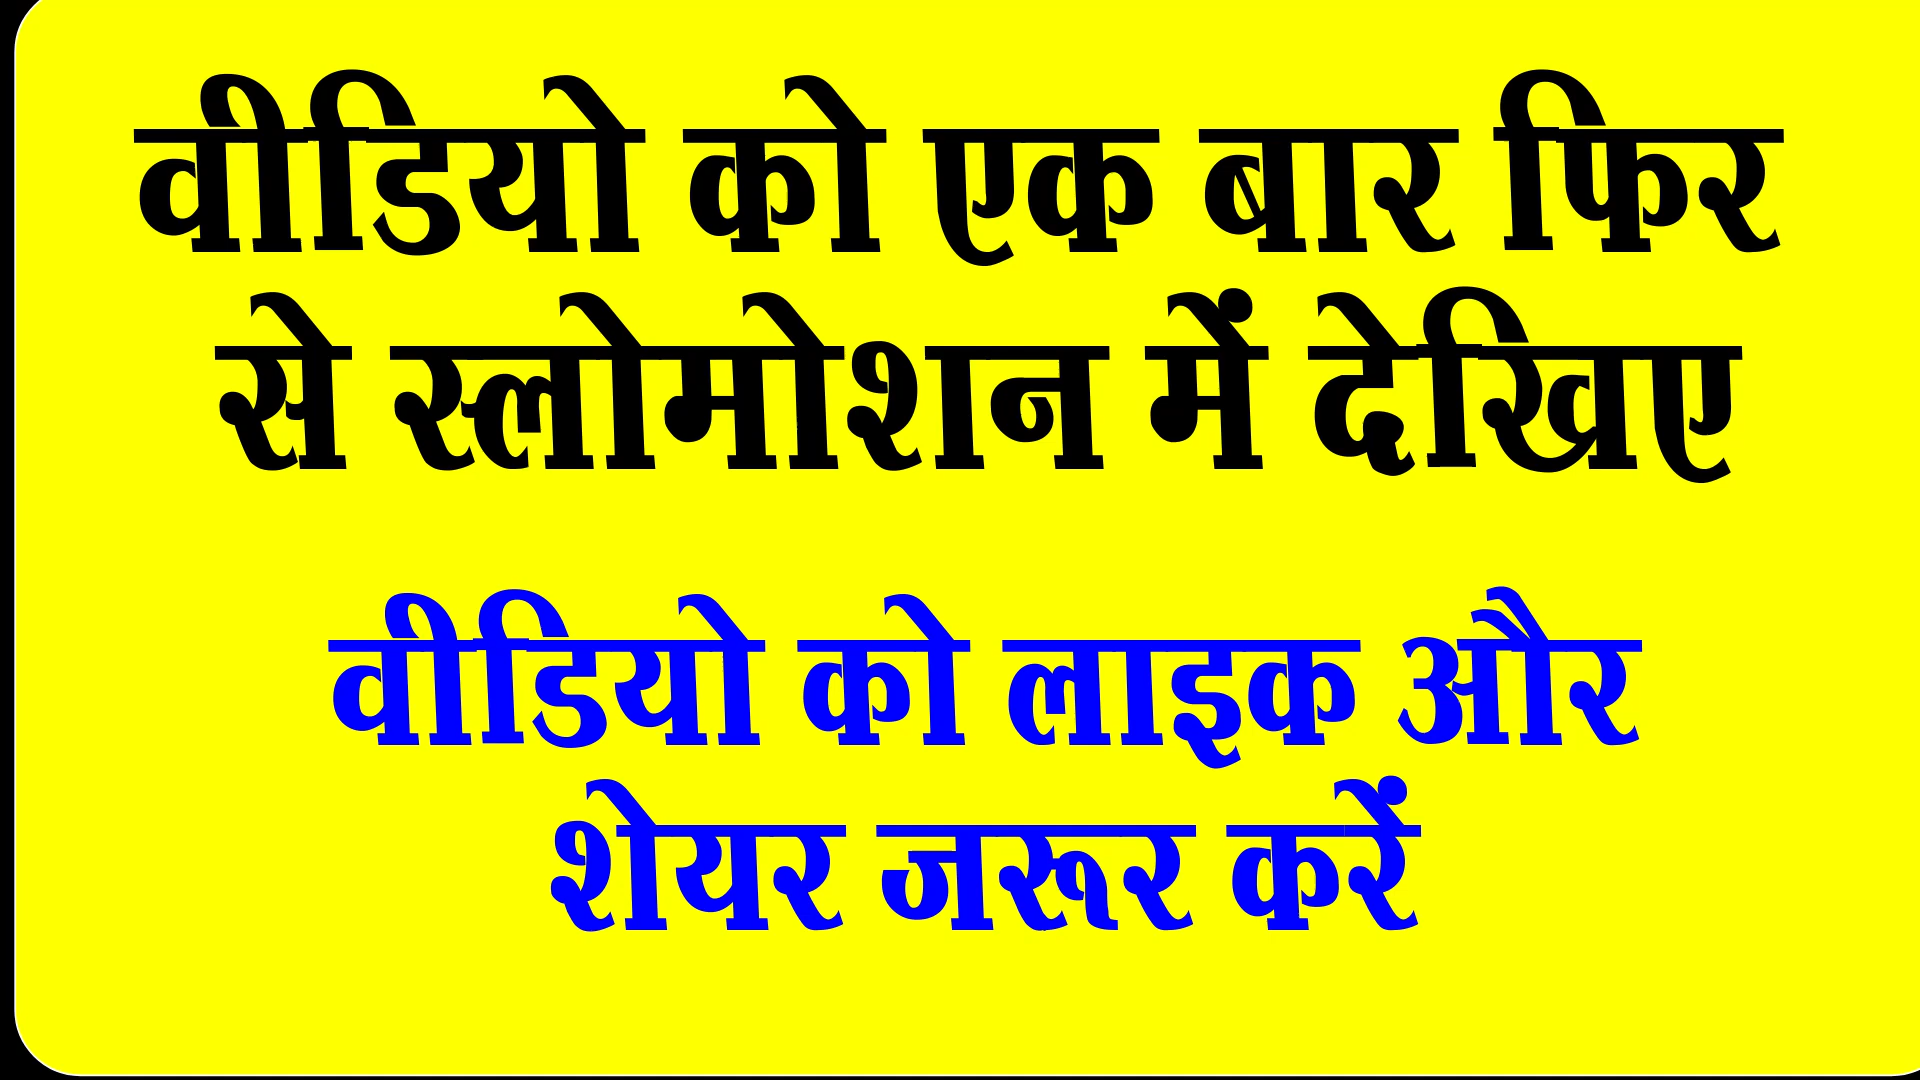 वीडियो को एक बार फिर
से स्लोमोशन में देखिए
वीडियो को लाइक और
शेयर जरूर करें